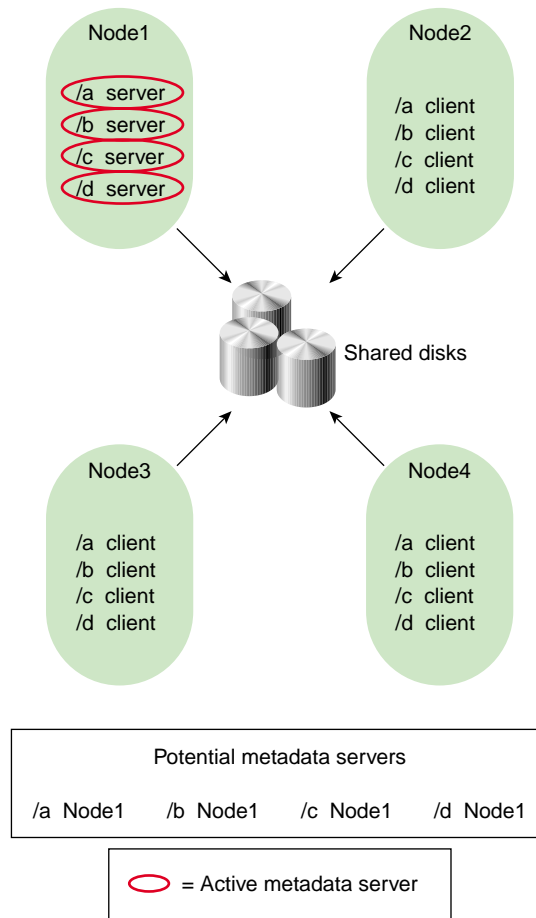 Node1
/a server
/b server
/c server
/d server
Node2
/a client
/b client
/c client
/d client
Shared disks
Node3
/a client
/b client
/c client
/d client
Node4
/a client
/b client
/c client
/d client
Potential metadata servers
/a Node1 /b Node1 /c Node1 /d Node1
= Active metadata server